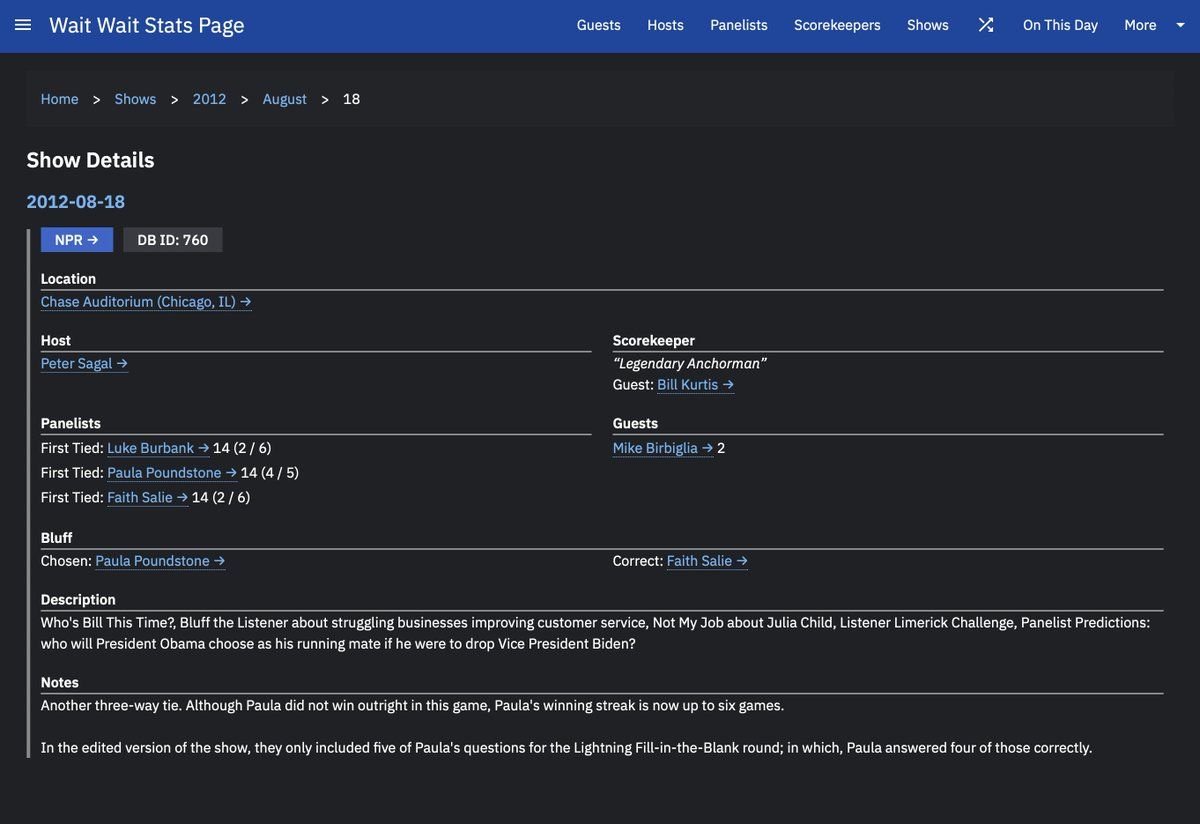 Wait Wait Stats Page
Guests Hosts Panelists Scorekeepers Shows On This Day More
Home > Shows > 2012 > August > 18
Show Details
2012-08-18
NPR → DB ID: 760
Location
Chase Auditorium (Chicago, IL) →
Host
Peter Sagal →
Scorekeeper
“Legendary Anchorman”
Guest: Bill Kurtis →
Panelists
First Tied: Luke Burbank → 14 (2 / 6)
First Tied: Paula Poundstone → 14 (4 / 5)
First Tied: Faith Salie → 14 (2 / 6)
Guests
Mike Birbiglia → 2
Bluff
Chosen: Paula Poundstone →
Correct: Faith Salie →
Description
Who's Bill This Time?, Bluff the Listener about struggling businesses improving customer service, Not My Job about Julia Child, Listener Limerick Challenge, Panelist Predictions:
who will President Obama choose as his running mate if he were to drop Vice President Biden?
Notes
Another three-way tie. Although Paula did not win outright in this game, Paula's winning streak is now up to six games.
In the edited version of the show, they only included five of Paula's questions for the Lightning Fill-in-the-Blank round; in which, Paula answered four of those correctly.